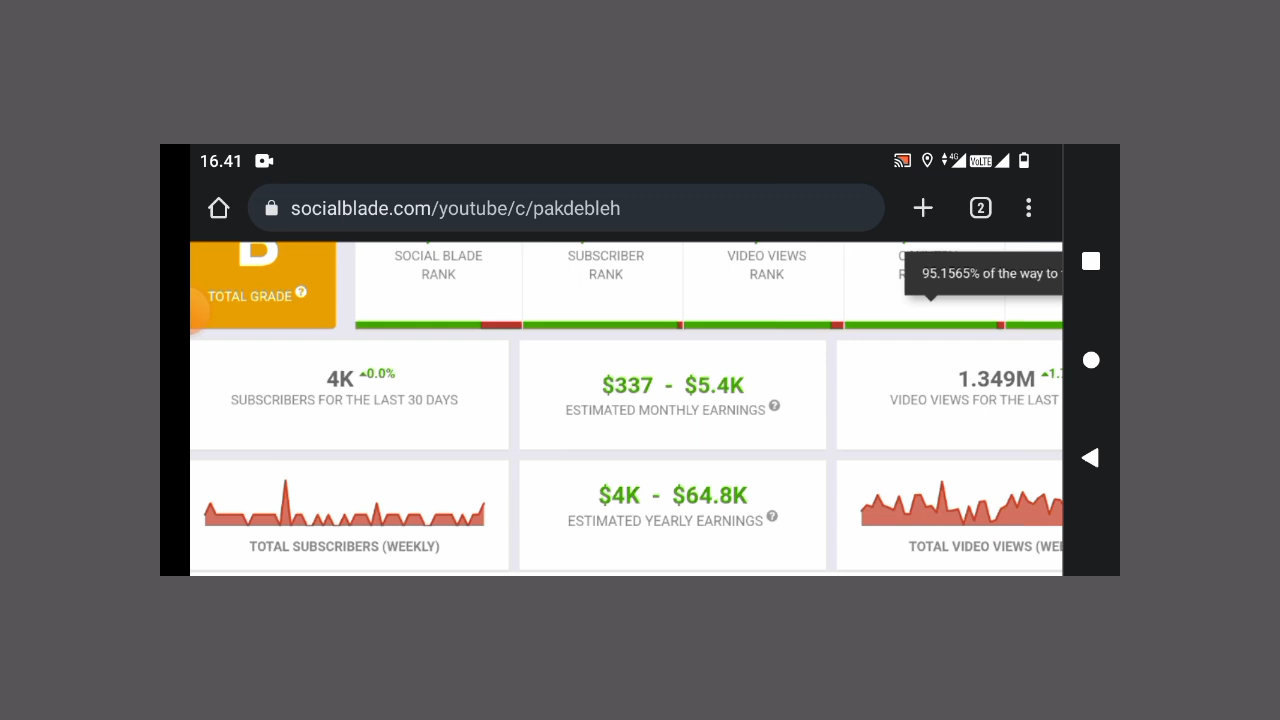 16.41
4G VoLTE
socialblade.com/youtube/c/pakdebleh
2
B
TOTAL GRADE ?
SOCIAL BLADE
RANK
SUBSCRIBER
RANK
VIDEO VIEWS
RANK
95.1565% of the way to
4K 0.0%
SUBSCRIBERS FOR THE LAST 30 DAYS
$337 - $5.4K
ESTIMATED MONTHLY EARNINGS ?
1.349M
VIDEO VIEWS FOR THE LAST
TOTAL SUBSCRIBERS (WEEKLY)
$4K - $64.8K
ESTIMATED YEARLY EARNINGS ?
TOTAL VIDEO VIEWS